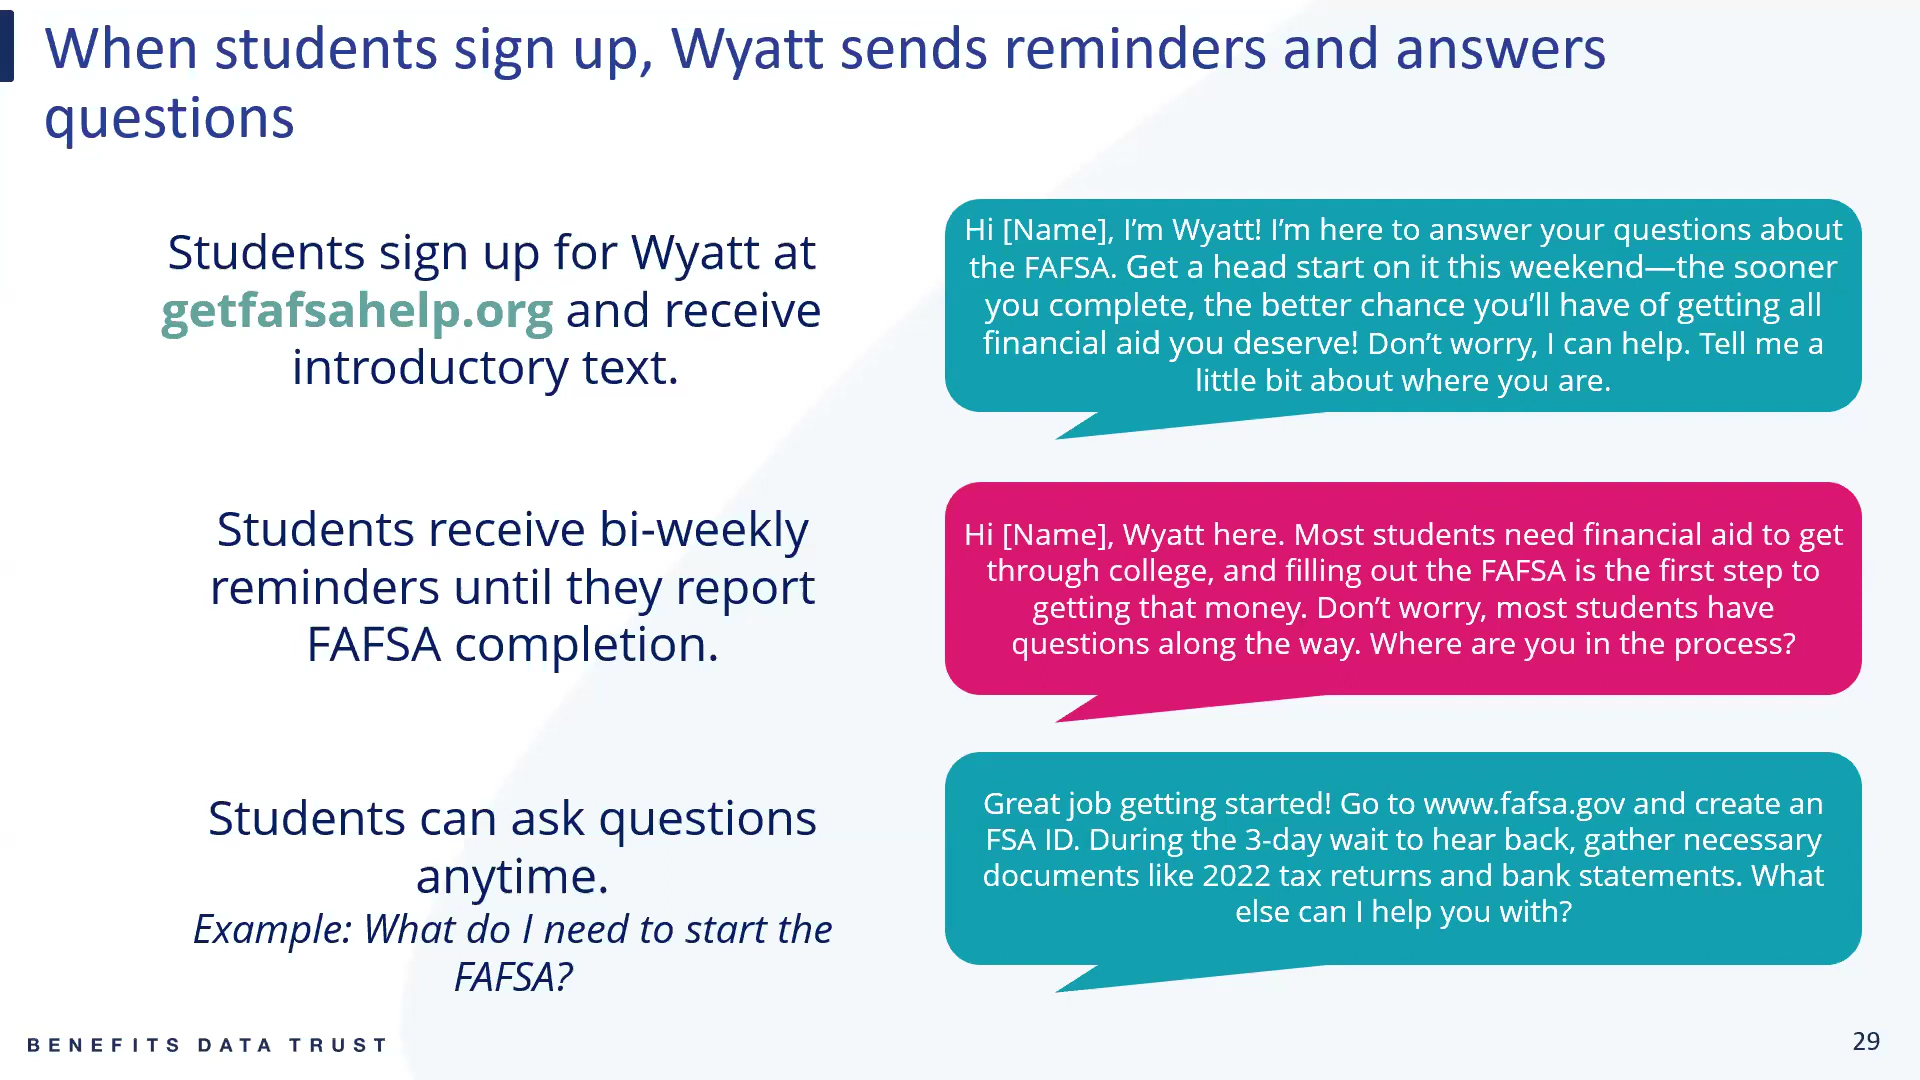 When students sign up, Wyatt sends reminders and answers
questions
Students sign up for Wyatt at
getfafsahelp.org and receive
introductory text.
Hi [Name], I’m Wyatt! I’m here to answer your questions about
the FAFSA. Get a head start on it this weekend—the sooner
you complete, the better chance you’ll have of getting all
financial aid you deserve! Don’t worry, I can help. Tell me a
little bit about where you are.
Students receive bi-weekly
reminders until they report
FAFSA completion.
Hi [Name], Wyatt here. Most students need financial aid to get
through college, and filling out the FAFSA is the first step to
getting that money. Don’t worry, most students have
questions along the way. Where are you in the process?
Students can ask questions
anytime.
Example: What do I need to start the
FAFSA?
Great job getting started! Go to www.fafsa.gov and create an
FSA ID. During the 3-day wait to hear back, gather necessary
documents like 2022 tax returns and bank statements. What
else can I help you with?
BENEFITS DATA TRUST
29